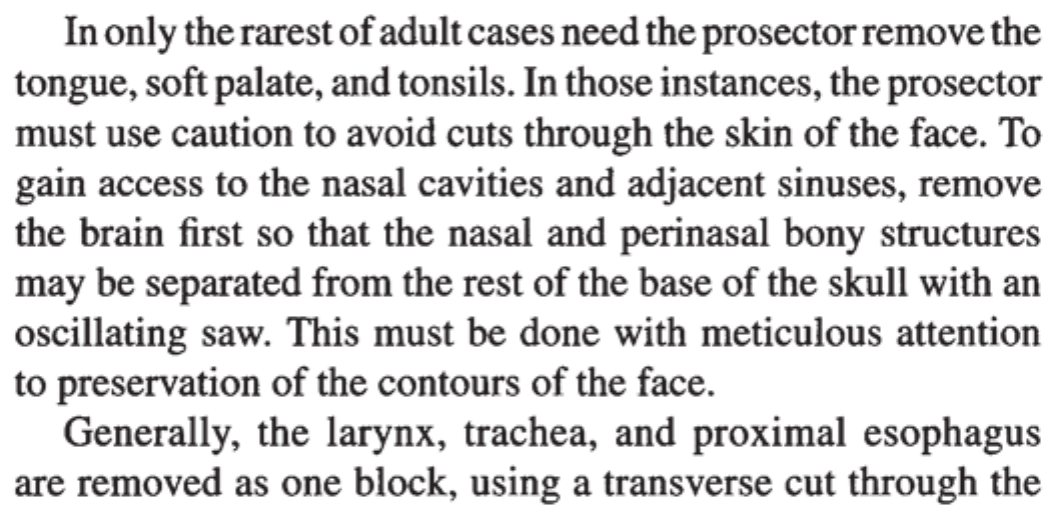 In only the rarest of adult cases need the prosector remove the
tongue, soft palate, and tonsils. In those instances, the prosector
must use caution to avoid cuts through the skin of the face. To
gain access to the nasal cavities and adjacent sinuses, remove
the brain first so that the nasal and perinasal bony structures
may be separated from the rest of the base of the skull with an
oscillating saw. This must be done with meticulous attention
to preservation of the contours of the face.
Generally, the larynx, trachea, and proximal esophagus
are removed as one block, using a transverse cut through the